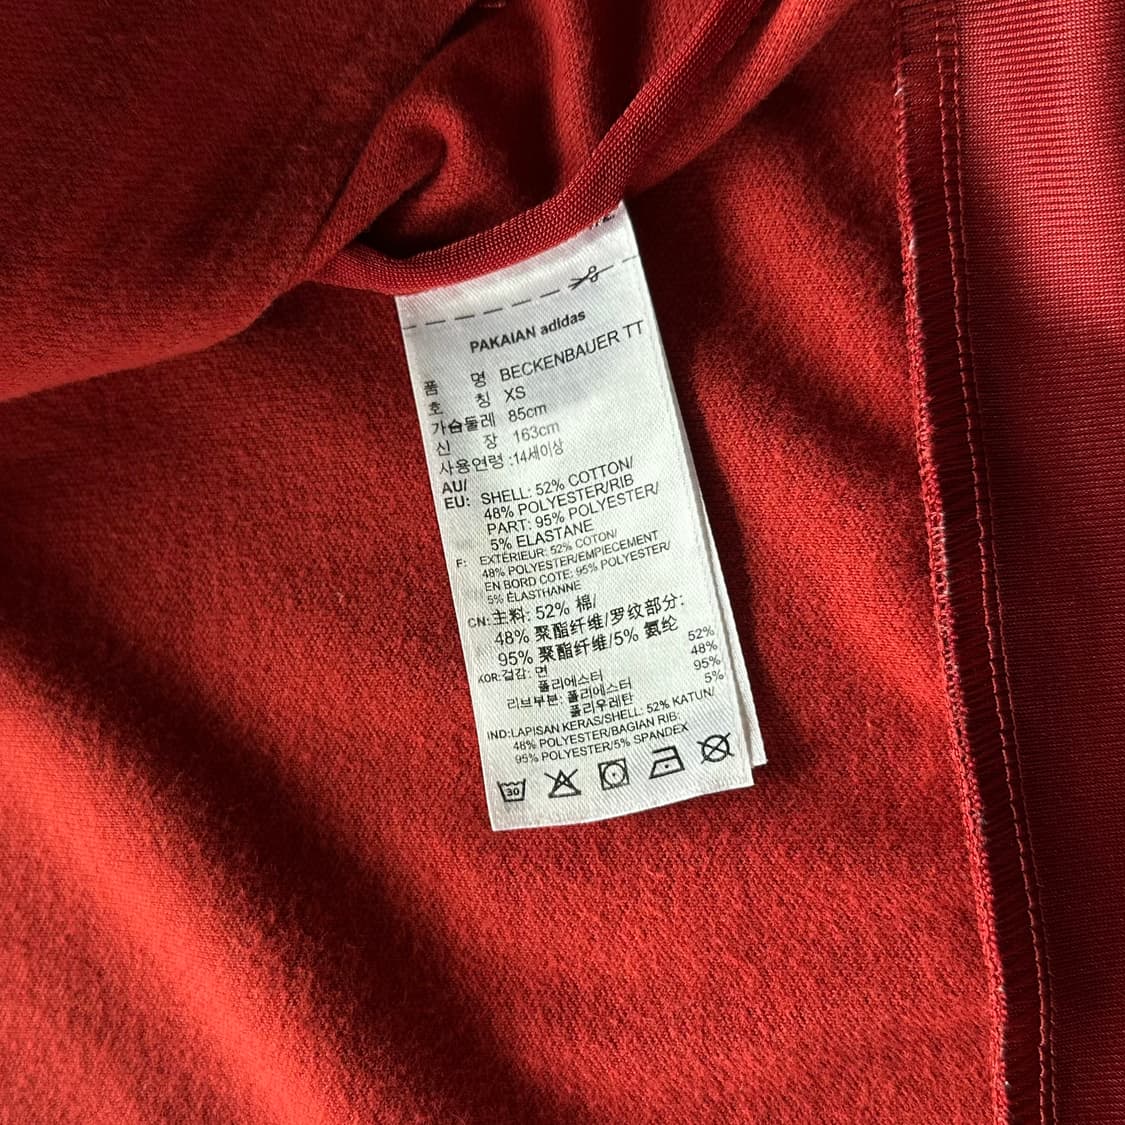 PAKAIAN adidas
품 명 BECKENBAUER TT
호 칭 XS
가슴둘레 85cm
신 장 163cm
사용연령 :14세이상
AU/
EU: SHELL: 52% COTTON/
48% POLYESTER/RIB
PART: 95% POLYESTER/
5% ELASTANE
F: EXTÉRIEUR: 52% COTON/
48% POLYESTER/EMPIECEMENT
EN BORD COTE: 95% POLYESTER/
5% ÉLASTHANNE
CN: 主料: 52% 棉/
48% 聚酯纤维/罗纹部分:
95% 聚酯纤维/5% 氨纶
KOR: 겉감: 면 52%
폴리에스터 48%
리브부분: 폴리에스터 95%
폴리우레탄 5%
IND:LAPISAN KERAS/SHELL: 52% KATUN/
48% POLYESTER/BAGIAN RIB:
95% POLYESTER/5% SPANDEX
30